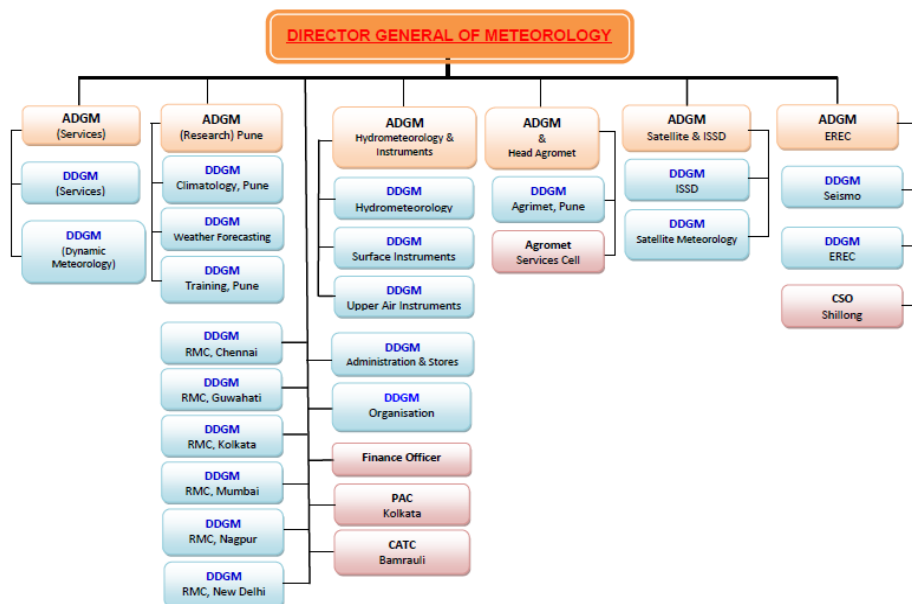 DIRECTOR GENERAL OF METEOROLOGY
ADGM
(Services)
DDGM
(Services)
DDGM
(Dynamic
Meteorology)
ADGM
(Research) Pune
DDGM
Climatology, Pune
DDGM
Weather Forecasting
DDGM
Training, Pune
DDGM
RMC, Chennai
DDGM
RMC, Guwahati
DDGM
RMC, Kolkata
DDGM
RMC, Mumbai
DDGM
RMC, Nagpur
DDGM
RMC, New Delhi
ADGM
Hydrometeorology &
Instruments
DDGM
Hydrometeorology
DDGM
Surface Instruments
DDGM
Upper Air Instruments
DDGM
Administration & Stores
DDGM
Organisation
Finance Officer
PAC
Kolkata
CATC
Bamrauli
ADGM
&
Head Agromet
DDGM
Agrimet, Pune
Agromet
Services Cell
ADGM
Satellite & ISSD
DDGM
ISSD
DDGM
Satellite Meteorology
ADGM
EREC
DDGM
Seismo
DDGM
EREC
CSO
Shillong